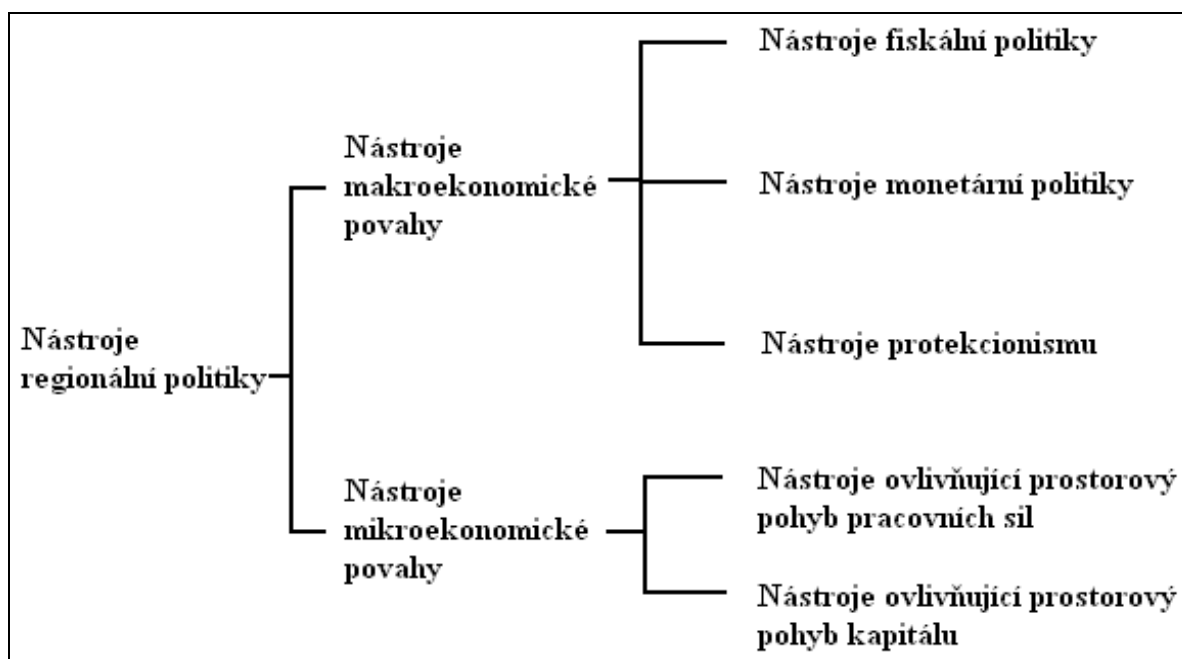 Nástroje
regionální politiky
Nástroje
makroekonomické
povahy
Nástroje fiskální politiky
Nástroje monetární politiky
Nástroje protekcionismu
Nástroje
mikroekonomické
povahy
Nástroje ovlivňující prostorový
pohyb pracovních sil
Nástroje ovlivňující prostorový
pohyb kapitálu